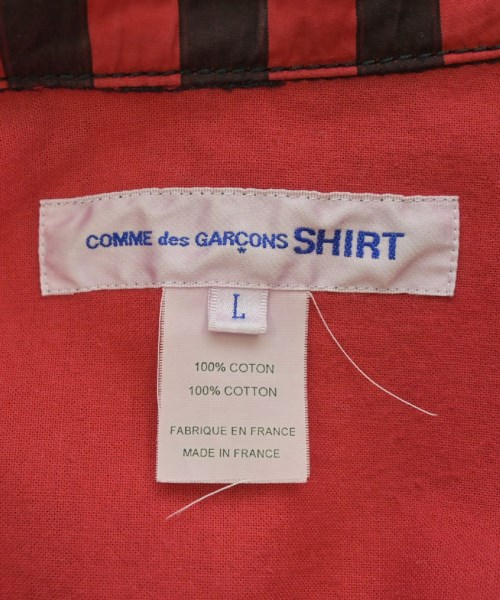 COMME des GARÇONS SHIRT
L
100% COTON
100% COTTON
FABRIQUE EN FRANCE
MADE IN FRANCE